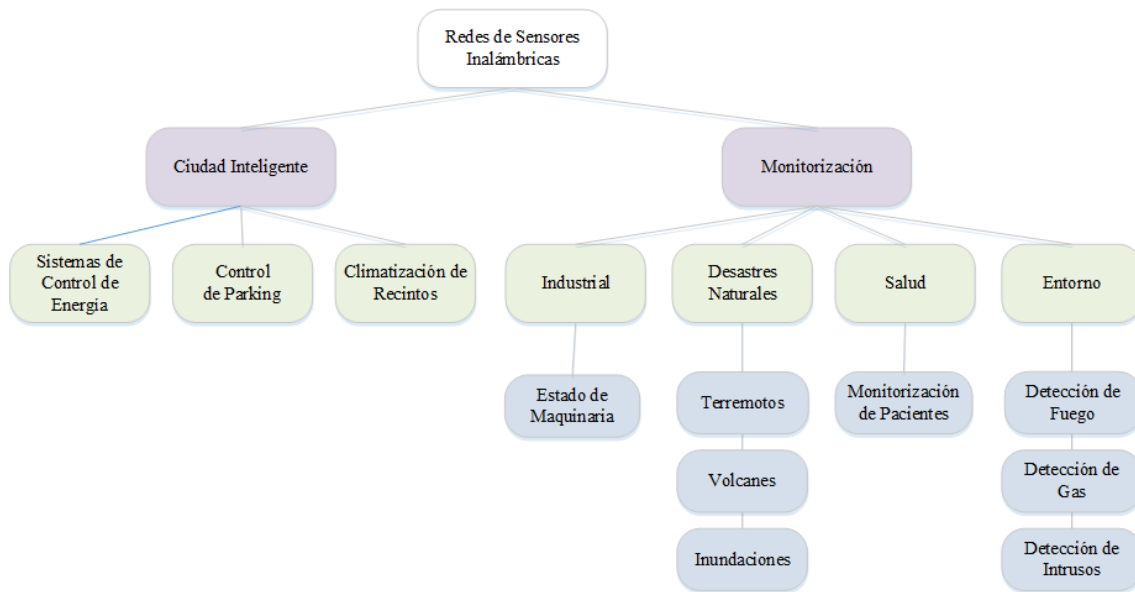 Redes de Sensores
Inalámbricas
Ciudad Inteligente
Monitorización
Sistemas de
Control de
Energia
Control
de Parking
Climatización de
Recintos
Industrial
Desastres
Naturales
Salud
Entorno
Estado de
Maquinaria
Terremotos
Monitorización
de Pacientes
Detección de
Fuego
Volcanes
Detección de
Gas
Inundaciones
Detección de
Intrusos